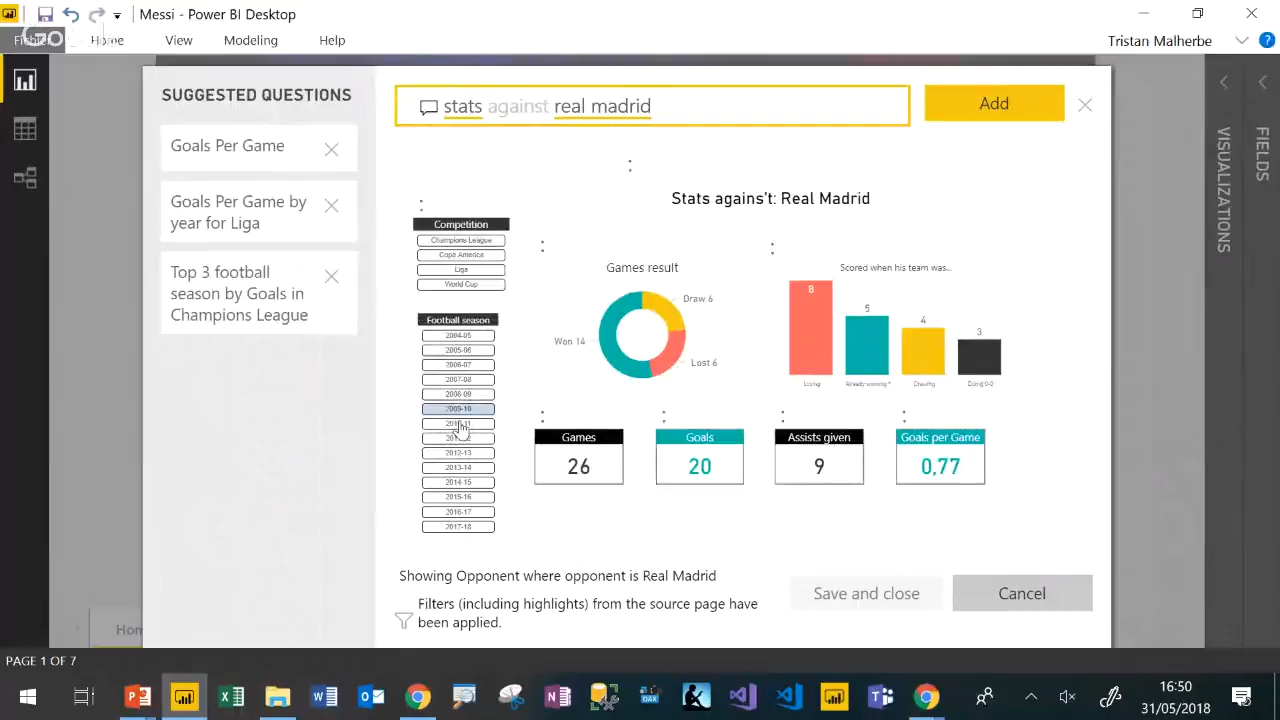 Messi - Power BI Desktop
Go
Home
View
Modeling
Help
Tristan Malherbe
SUGGESTED QUESTIONS
Goals Per Game
Goals Per Game by
year for Liga
Top 3 football
season by Goals in
Champions League
stats against real madrid
Add
Stats agains't: Real Madrid
Competition
Champions League
Copa America
Liga
World Cup
Football season
2004-05
2005-06
2006-07
2007-08
2008-09
2009-10
2012-13
2013-14
2014-15
2015-16
2016-17
2017-18
Games result
Draw 6
Won 14
Lost 6
Scored when his team was...
8
5
4
3
Losing
Already winning *
Drawing
Games
26
Goals
20
Assists given
9
Goals per Game
0,77
Showing Opponent where opponent is Real Madrid
Filters (including highlights) from the source page have
been applied.
Save and close
Cancel
VISUALIZATIONS
FIELDS
PAGE 1 OF 7
16:50
31/05/2018